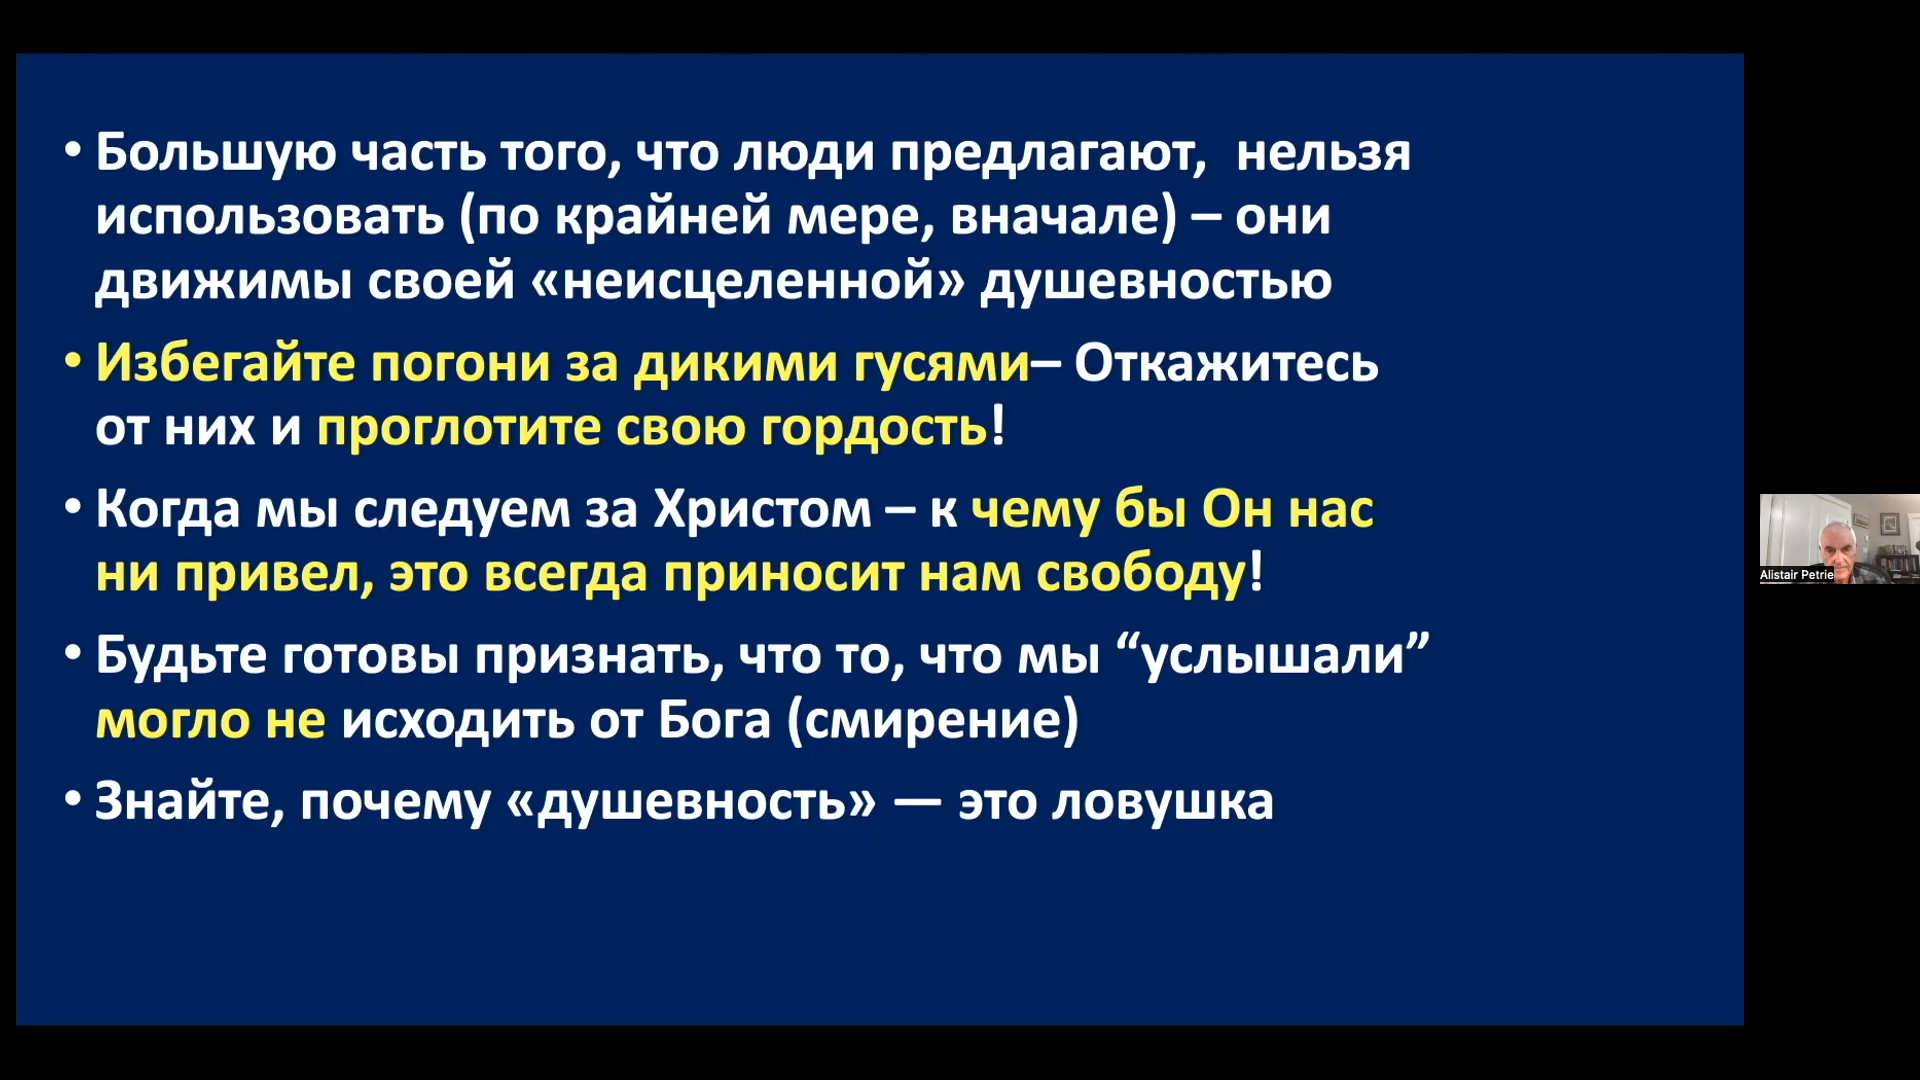 • Большую часть того, что люди предлагают,  нельзя
использовать (по крайней мере, вначале) – они
движимы своей «неисцеленной» душевностью
• Избегайте погони за дикими гусями– Откажитесь
от них и проглотите свою гордость!
• Когда мы следуем за Христом – к чему бы Он нас
ни привел, это всегда приносит нам свободу!
• Будьте готовы признать, что то, что мы “услышали”
могло не исходить от Бога (смирение)
• Знайте, почему «душевность» — это ловушка
Alistair Petrie